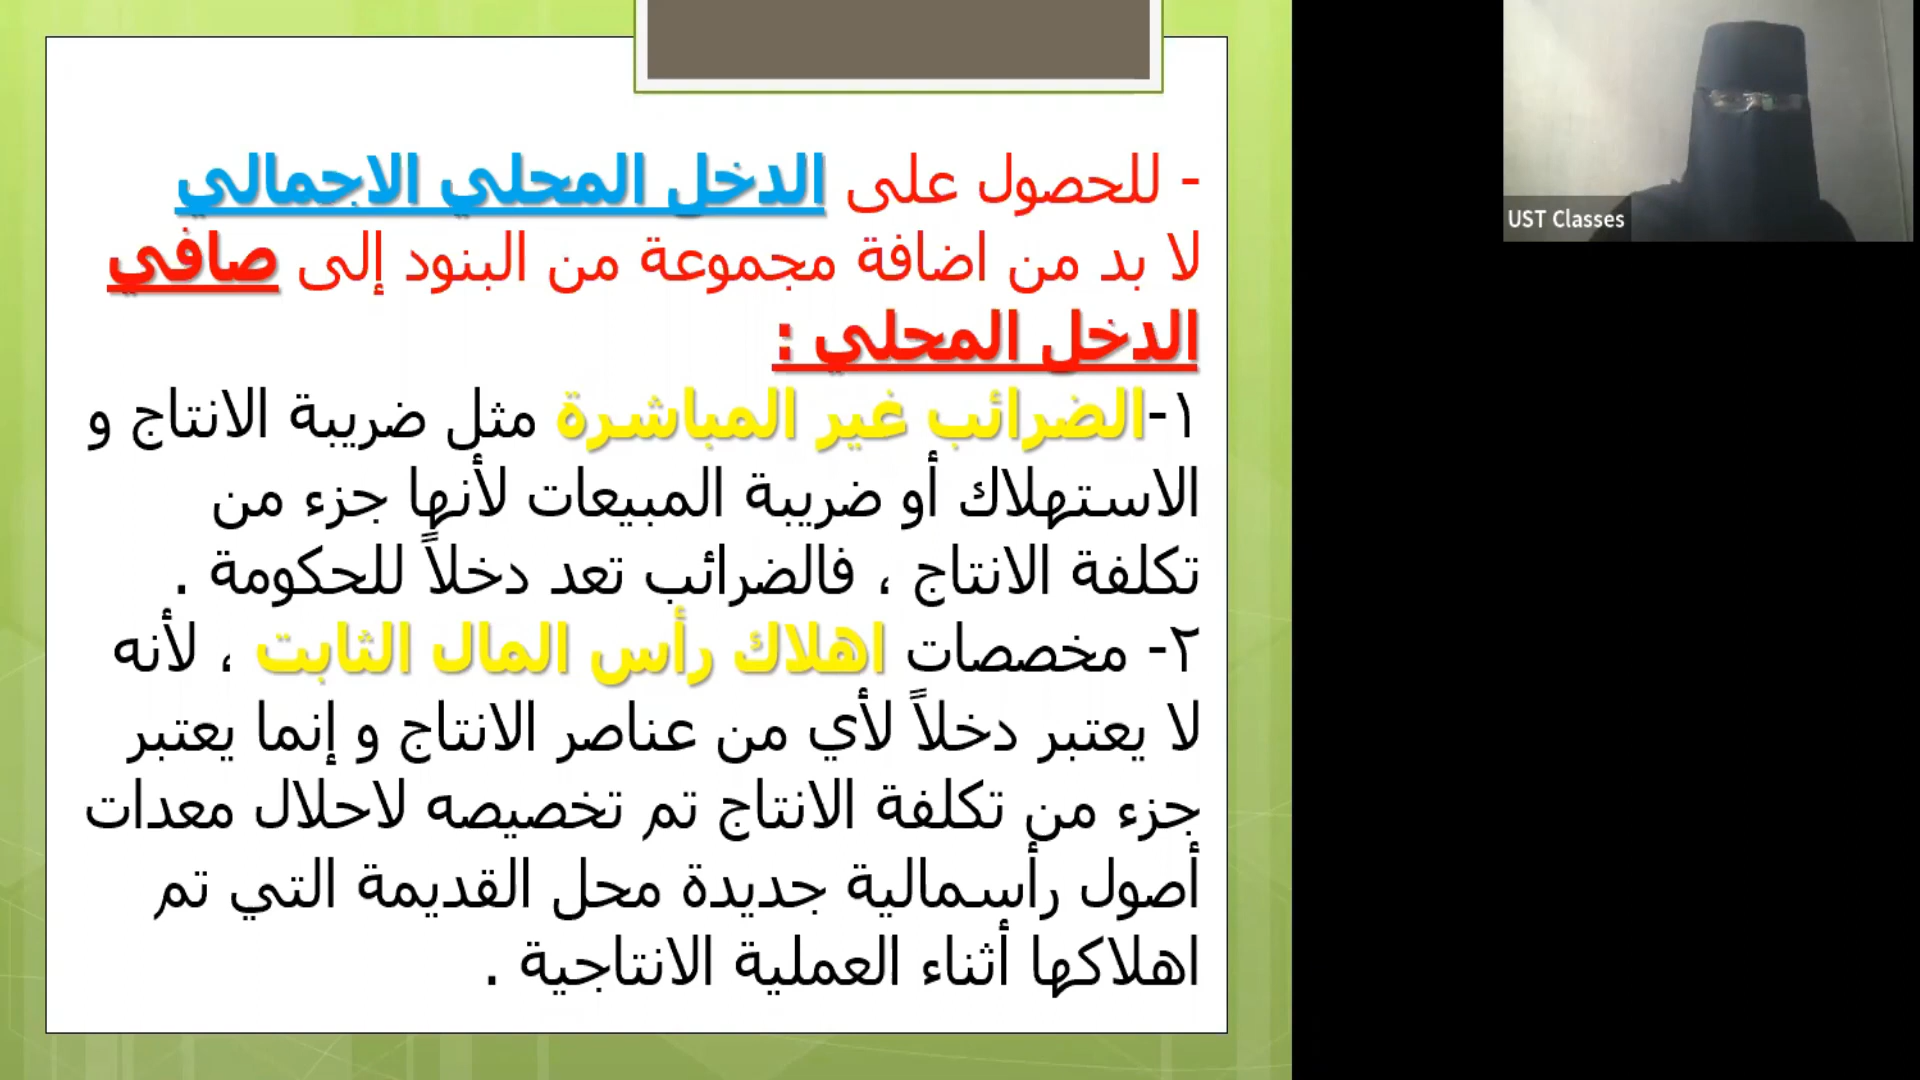 - للحصول على الدخل المحلي الاجمالي
لا بد من اضافة مجموعة من البنود إلى صافي
الدخل المحلي :
١-الضرائب غير المباشرة مثل ضريبة الانتاج و
الاستهلاك أو ضريبة المبيعات لأنها جزء من
تكلفة الانتاج ، فالضرائب تعد دخلاً للحكومة .
٢- مخصصات اهلاك رأس المال الثابت ، لأنه
لا يعتبر دخلاً لأي من عناصر الانتاج و إنما يعتبر
جزء من تكلفة الانتاج تم تخصيصه لاحلال معدات
أصول رأسمالية جديدة محل القديمة التي تم
اهلاكها أثناء العملية الانتاجية .
UST Classes